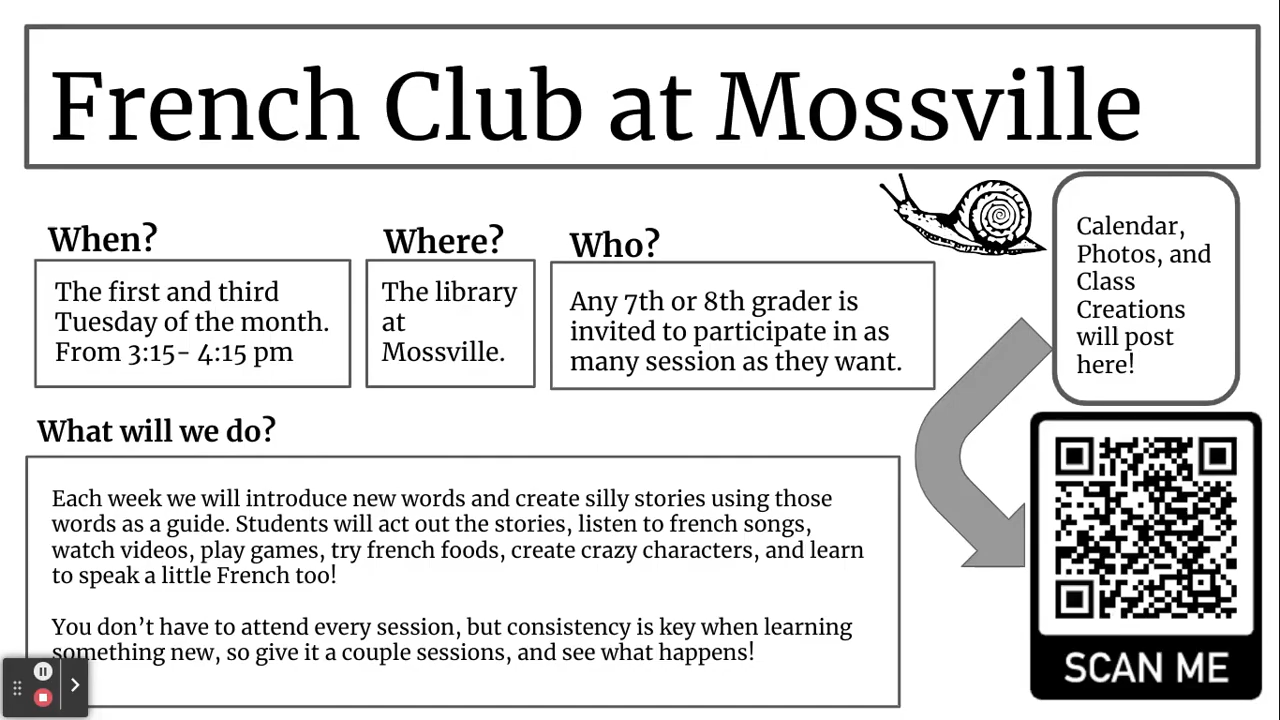 French Club at Mossville
When?
The first and third
Tuesday of the month.
From 3:15- 4:15 pm
Where?
The library
at
Mossville.
Who?
Any 7th or 8th grader is
invited to participate in as
many session as they want.
Calendar,
Photos, and
Class
Creations
will post
here!
What will we do?
Each week we will introduce new words and create silly stories using those
words as a guide. Students will act out the stories, listen to french songs,
watch videos, play games, try french foods, create crazy characters, and learn
to speak a little French too!
You don’t have to attend every session, but consistency is key when learning
something new, so give it a couple sessions, and see what happens!
SCAN ME